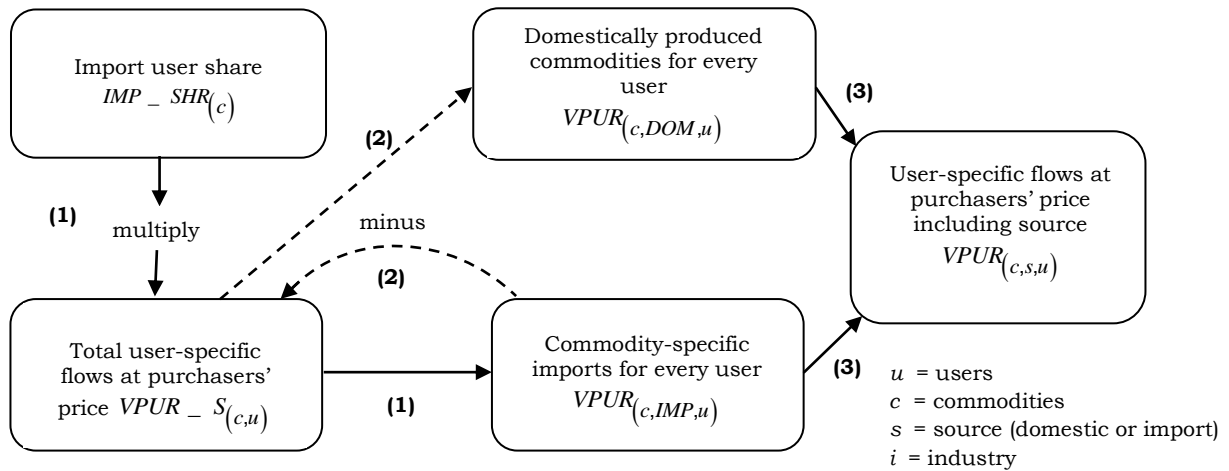 Import user share
IMP _ SHR(c)
(1)
multiply
Total user-specific
flows at purchasers'
price VPUR _ S(c,u)
(1)
(2)
minus
(2)
Domestically produced
commodities for every
user
VPUR(c,DOM,u)
Commodity-specific
imports for every user
VPUR(c,IMP,u)
(3)
(3)
User-specific flows at
purchasers' price
including source
VPUR(c,s,u)
u = users
c = commodities
s = source (domestic or import)
i = industry